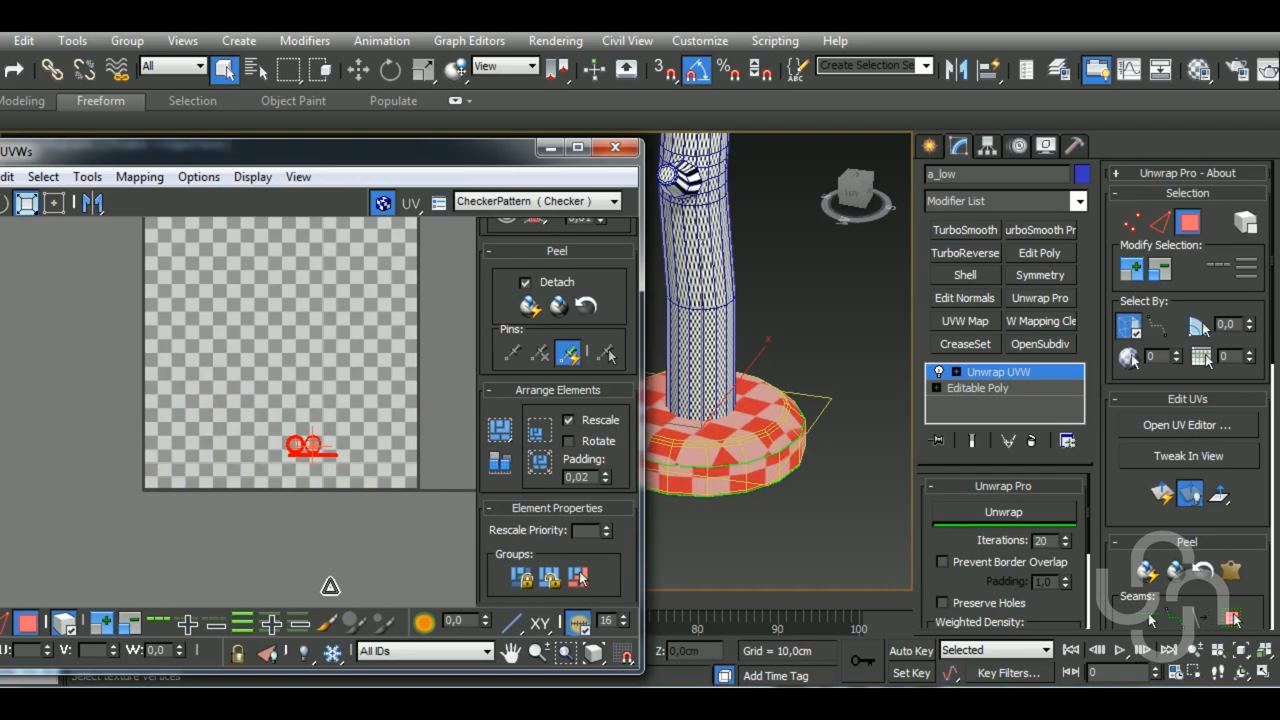 Edit Tools Group Views Create Modifiers Animation Graph Editors Rendering Civil View Customize Scripting Help
All View 3 Create Selection Se
ABC
Modeling Freeform Selection Object Paint Populate
UVWs
dit Select Tools Mapping Options Display View
UV CheckerPattern ( Checker )
Peel
Detach
Pins:
Arrange Elements
Rescale
Rotate
Padding:
0,02
Element Properties
Rescale Priority:
Groups:
0,0 XY 16
U: V: W: 0,0 All IDs
a_low
Modifier List
TurboSmooth urboSmooth Pr
TurboReverse Edit Poly
Shell Symmetry
Edit Normals Unwrap Pro
UVW Map W Mapping Cle
CreaseSet OpenSubdiv
Unwrap UVW
Editable Poly
Unwrap Pro
Unwrap
Iterations: 20
Prevent Border Overlap
Padding: 1,0
Preserve Holes
Weighted Density:
Unwrap Pro - About
Selection
Modify Selection:
Select By:
0,0
0 0
Edit UVs
Open UV Editor ...
Tweak In View
Peel
Seams:
80 90 100
Z: 0,0cm Grid = 10,0cm Auto Key Selected
Add Time Tag Set Key Key Filters... 0
Select texture vertices